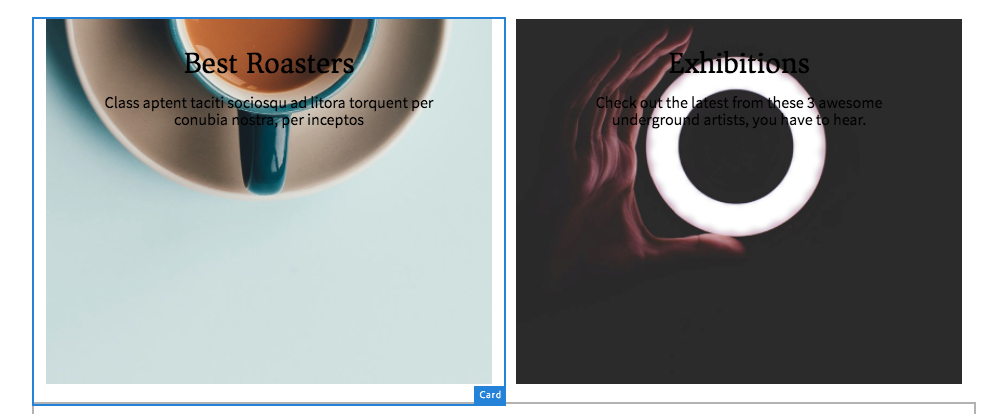 Best Roasters
Class aptent taciti sociosqu ad litora torquent per
conubia nostra, per inceptos
Exhibitions
Check out the latest from these 3 awesome
underground artists, you have to hear.
Card